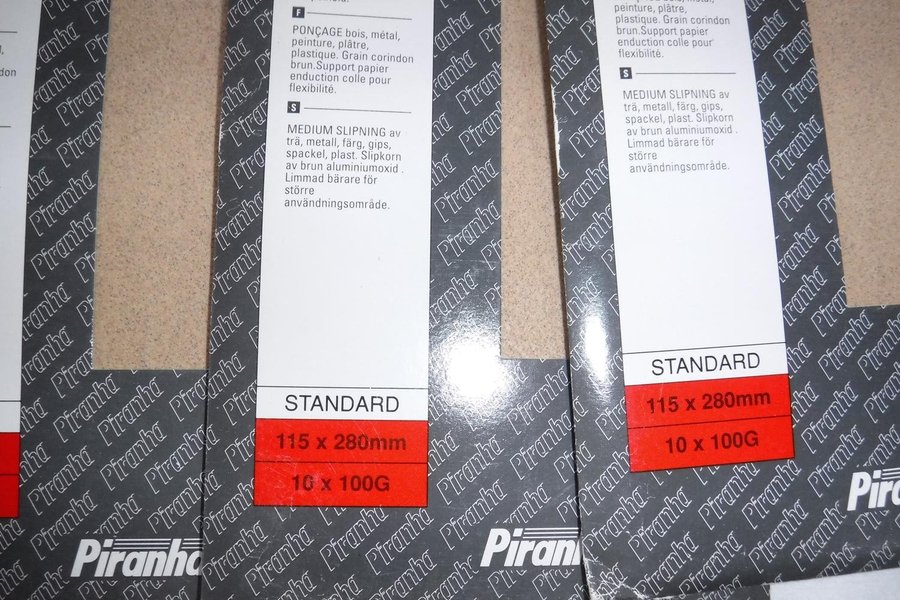 F
PONÇAGE bois, métal,
peinture, plâtre,
plastique. Grain corindon
brun.Support papier
enduction colle pour
flexibilité.
S
MEDIUM SLIPNING av
trä, metall, färg, gips,
spackel, plast. Slipkorn
av brun aluminiumoxid .
Limmad bärare för
större
användningsområde.
STANDARD
115 x 280mm
10 x 100G
Piranha
peinture, plâtre,
plastique. Grain corindon
brun.Support papier
enduction colle pour
flexibilité.
S
MEDIUM SLIPNING av
trä, metall, färg, gips,
spackel, plast. Slipkorn
av brun aluminiumoxid .
Limmad bärare för
större
användningsområde.
STANDARD
115 x 280mm
10 x 100G
Piranha